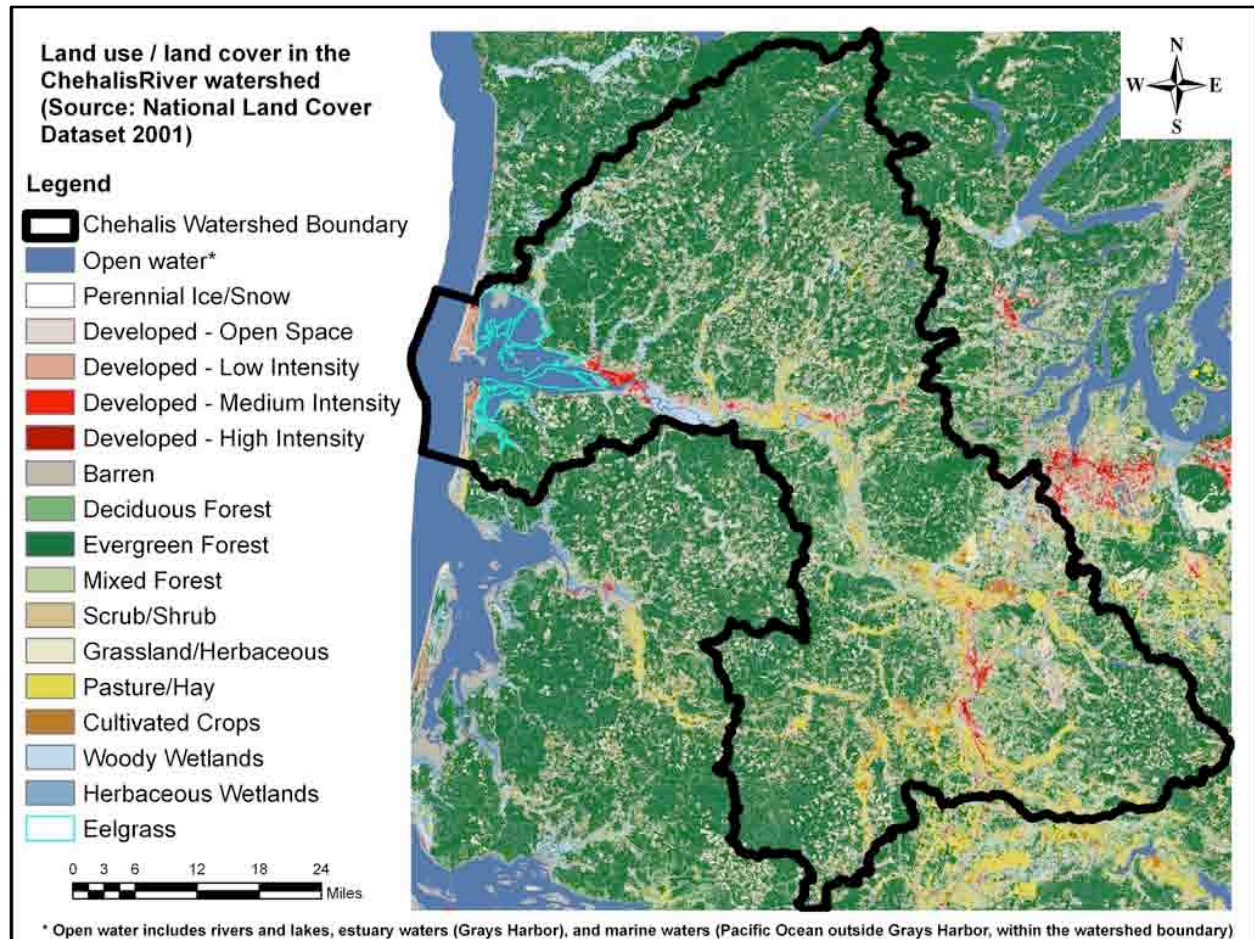 Land use / land cover in the
ChehalisRiver watershed
(Source: National Land Cover
Dataset 2001)
N
W E
S
Legend
Chehalis Watershed Boundary
Open water*
Perennial Ice/Snow
Developed - Open Space
Developed - Low Intensity
Developed - Medium Intensity
Developed - High Intensity
Barren
Deciduous Forest
Evergreen Forest
Mixed Forest
Scrub/Shrub
Grassland/Herbaceous
Pasture/Hay
Cultivated Crops
Woody Wetlands
Herbaceous Wetlands
Eelgrass
0 3 6 12 18 24
Miles
* Open water includes rivers and lakes, estuary waters (Grays Harbor), and marine waters (Pacific Ocean outside Grays Harbor, within the watershed boundary)